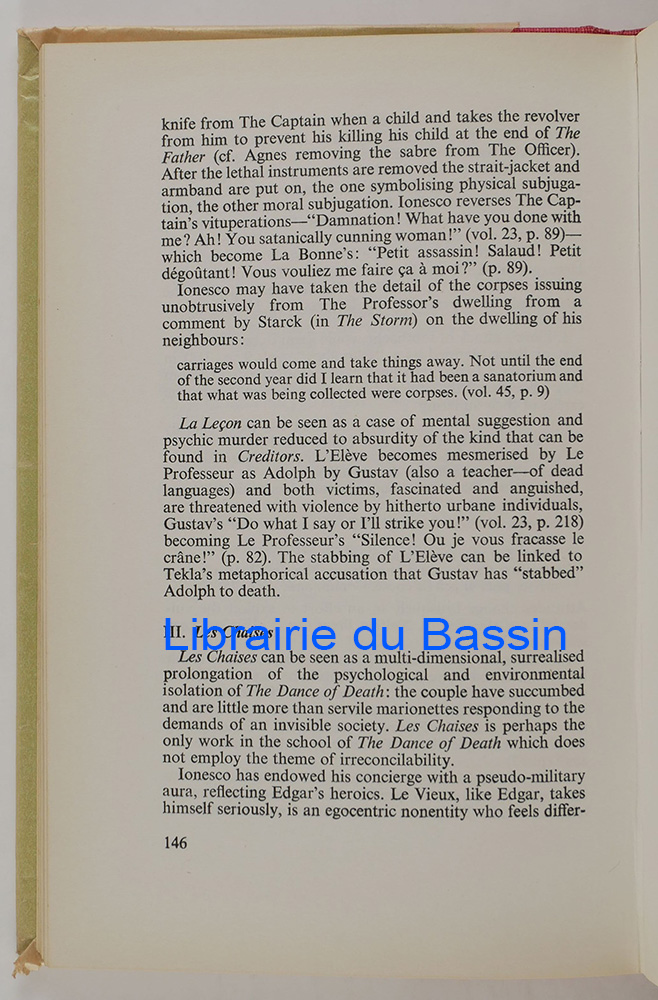 knife from The Captain when a child and takes the revolver
from him to prevent his killing his child at the end of The
Father (cf. Agnes removing the sabre from The Officer).
After the lethal instruments are removed the strait-jacket and
armband are put on, the one symbolising physical subjuga-
tion, the other moral subjugation. Ionesco reverses The Cap-
tain's vituperations—"Damnation! What have you done with
me? Ah! You satanically cunning woman!" (vol. 23, p. 89)—
which become La Bonne's: "Petit assassin! Salaud! Petit
dégoûtant! Vous vouliez me faire ça à moi?" (p. 89).
Ionesco may have taken the detail of the corpses issuing
unobtrusively from The Professor's dwelling from a
comment by Starck (in The Storm) on the dwelling of his
neighbours:
carriages would come and take things away. Not until the end
of the second year did I learn that it had been a sanatorium and
that what was being collected were corpses. (vol. 45, p. 9)
La Leçon can be seen as a case of mental suggestion and
psychic murder reduced to absurdity of the kind that can be
found in Creditors. L'Elève becomes mesmerised by Le
Professeur as Adolph by Gustav (also a teacher—of dead
languages) and both victims, fascinated and anguished,
are threatened with violence by hitherto urbane individuals,
Gustav's "Do what I say or I'll strike you!" (vol. 23, p. 218)
becoming Le Professeur's "Silence! Ou je vous fracasse le
crâne!" (p. 82). The stabbing of L'Elève can be linked to
Tekla's metaphorical accusation that Gustav has "stabbed"
Adolph to death.
III. Les Chaises
Librairie du Bassin
Les Chaises can be seen as a multi-dimensional, surrealised
prolongation of the psychological and environmental
isolation of The Dance of Death: the couple have succumbed
and are little more than servile marionettes responding to the
demands of an invisible society. Les Chaises is perhaps the
only work in the school of The Dance of Death which does
not employ the theme of irreconcilability.
Ionesco has endowed his concierge with a pseudo-military
aura, reflecting Edgar's heroics. Le Vieux, like Edgar, takes
himself seriously, is an egocentric nonentity who feels differ-
146